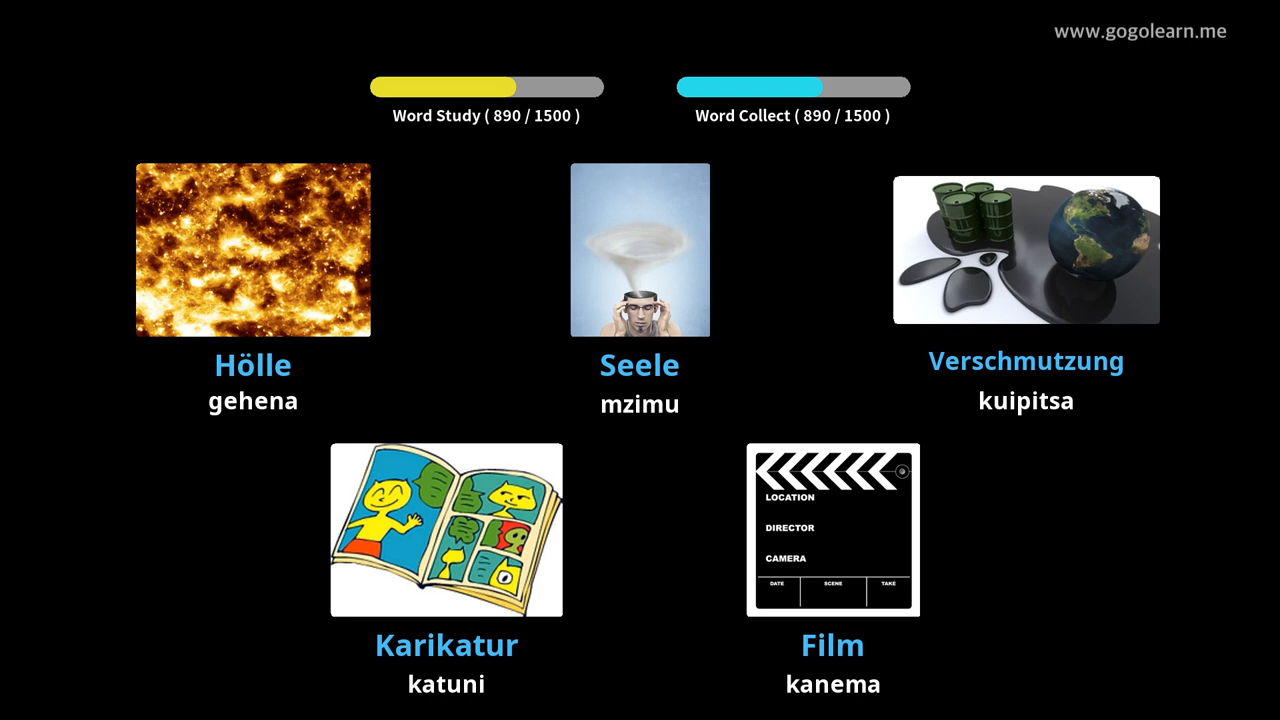 www.gogolearn.me
Word Study ( 890 / 1500 )
Word Collect ( 890 / 1500 )
Hölle
gehena
Seele
mzimu
Verschmutzung
kuipitsa
LOCATION
DIRECTOR
CAMERA
DATE SCENE TAKE
Karikatur
katuni
Film
kanema